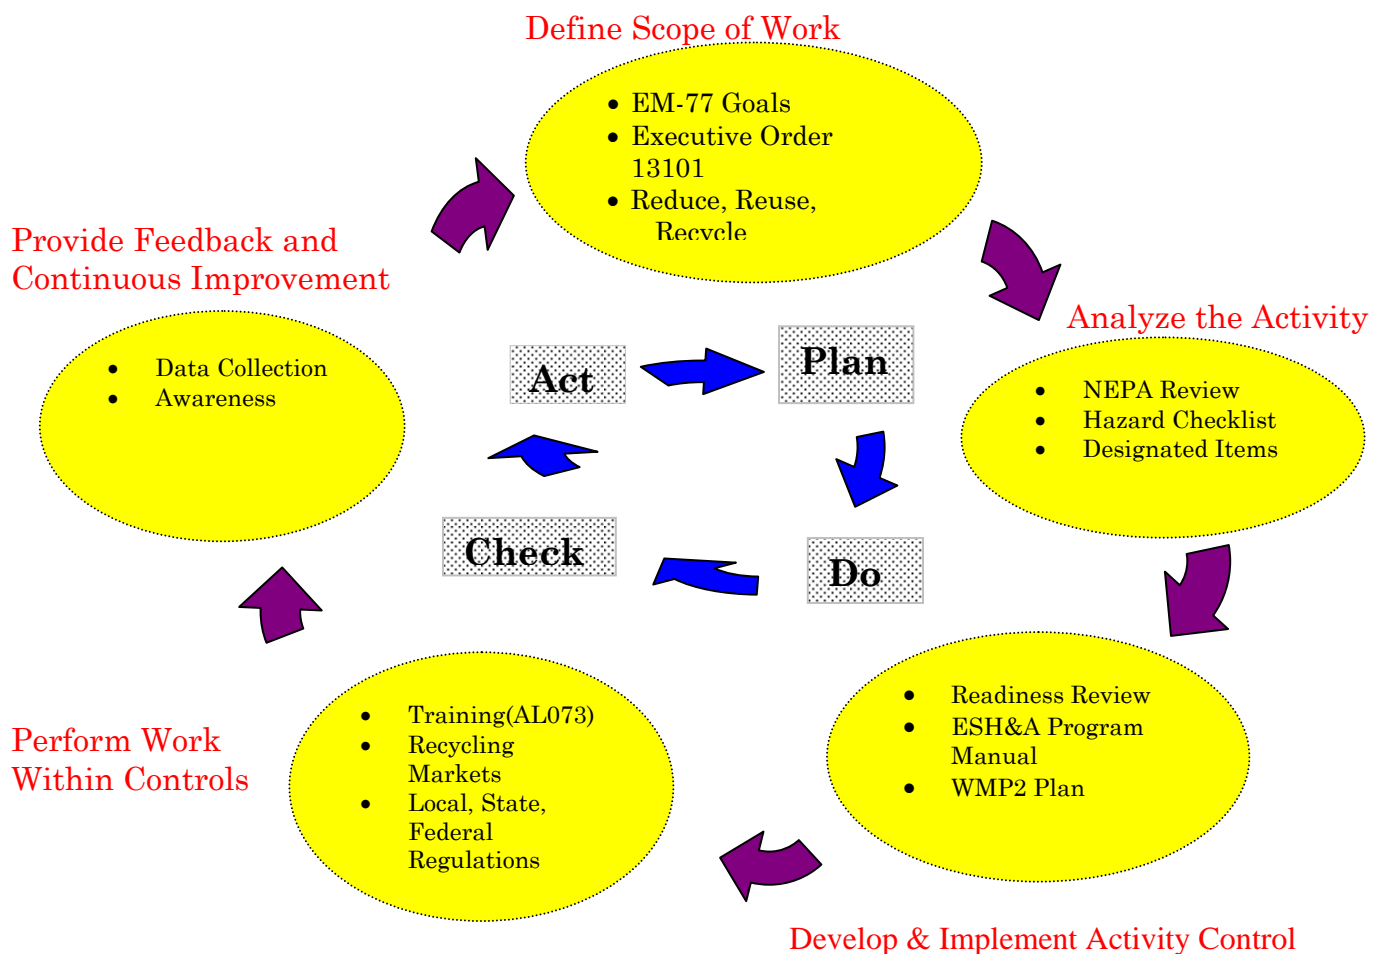 Define Scope of Work
• EM-77 Goals
• Executive Order
13101
• Reduce, Reuse,
Recycle
Provide Feedback and
Continuous Improvement
• Data Collection
• Awareness
Analyze the Activity
• NEPA Review
• Hazard Checklist
• Designated Items
Act
Plan
Check
Do
• Readiness Review
• ESH&A Program
Manual
• WMP2 Plan
Perform Work
Within Controls
• Training(AL073)
• Recycling
Markets
• Local, State,
Federal
Regulations
Develop & Implement Activity Control